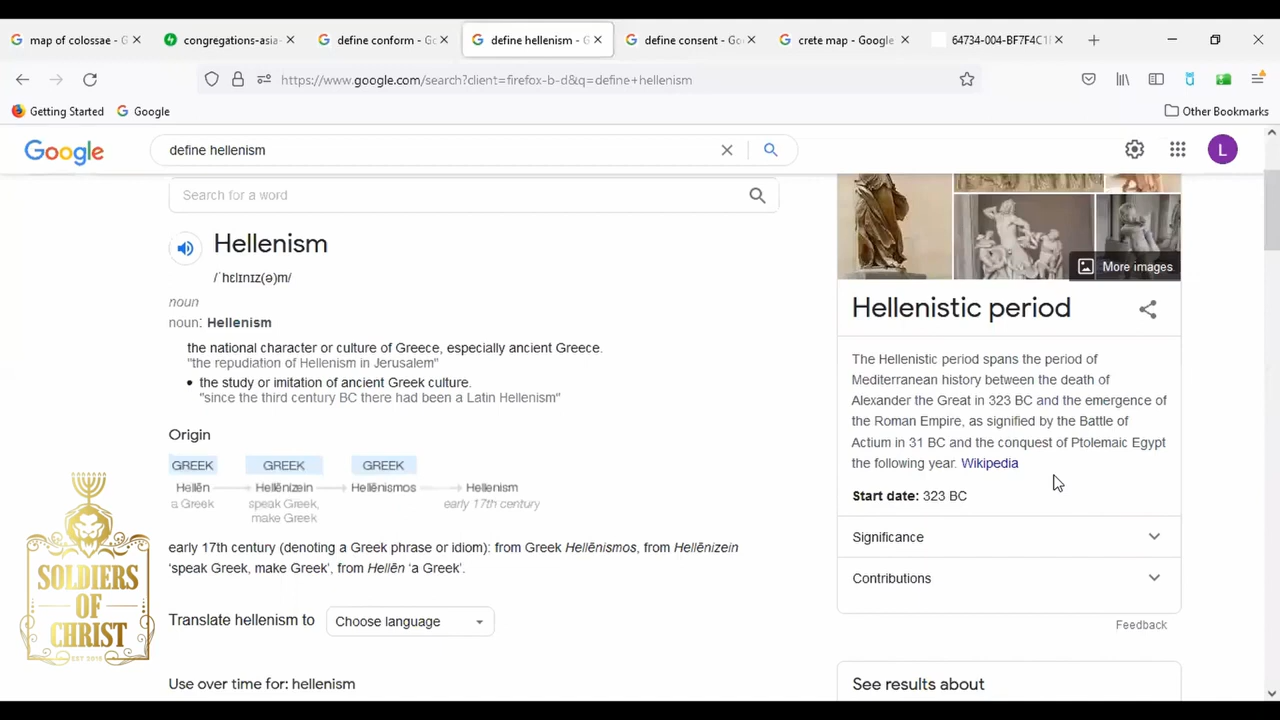 map of colossae - G
congregations-asia-
define conform - Go
define hellenism - G
define consent - Goo
crete map - Google
64734-004-BF7F4C1
https://www.google.com/search?client=firefox-b-d&q=define+hellenism
Getting Started
Google
Other Bookmarks
Google
define hellenism
L
Search for a word
Hellenism
/ˈhɛlɪnɪz(ə)m/
noun
noun: Hellenism
the national character or culture of Greece, especially ancient Greece.
"the repudiation of Hellenism in Jerusalem"
• the study or imitation of ancient Greek culture.
"since the third century BC there had been a Latin Hellenism"
Origin
GREEK GREEK GREEK
Hellēn Hellēnizein Hellēnismos Hellenism
a Greek speak Greek, early 17th century
make Greek
early 17th century (denoting a Greek phrase or idiom): from Greek Hellēnismos, from Hellēnizein
‘speak Greek, make Greek’, from Hellēn ‘a Greek’.
Translate hellenism to
Choose language
Use over time for: hellenism
More images
Hellenistic period
The Hellenistic period spans the period of
Mediterranean history between the death of
Alexander the Great in 323 BC and the emergence of
the Roman Empire, as signified by the Battle of
Actium in 31 BC and the conquest of Ptolemaic Egypt
the following year. Wikipedia
Start date: 323 BC
Significance
Contributions
Feedback
See results about
SOLDIERS
OF
CHRIST